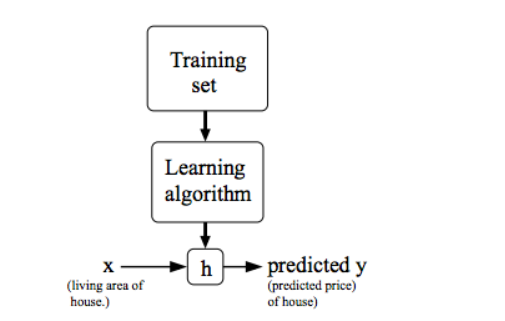 Training
set
Learning
algorithm
x
h
predicted y
(living area of
house.)
(predicted price)
of house)